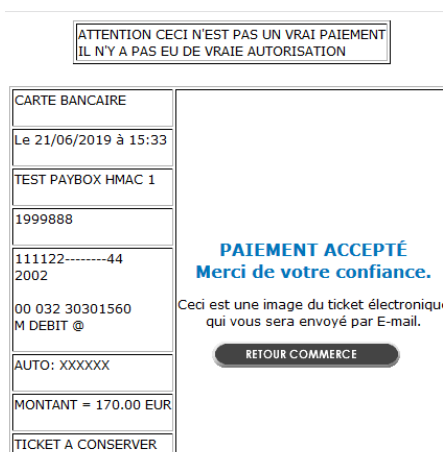 ATTENTION CECI N'EST PAS UN VRAI PAIEMENT
IL N'Y A PAS EU DE VRAIE AUTORISATION
CARTE BANCAIRE
Le 21/06/2019 à 15:33
TEST PAYBOX HMAC 1
1999888
111122--------44
2002
00 032 30301560
M DEBIT @
AUTO: XXXXXX
MONTANT = 170.00 EUR
TICKET A CONSERVER
PAIEMENT ACCEPTÉ
Merci de votre confiance.
Ceci est une image du ticket électronique
qui vous sera envoyé par E-mail.
RETOUR COMMERCE